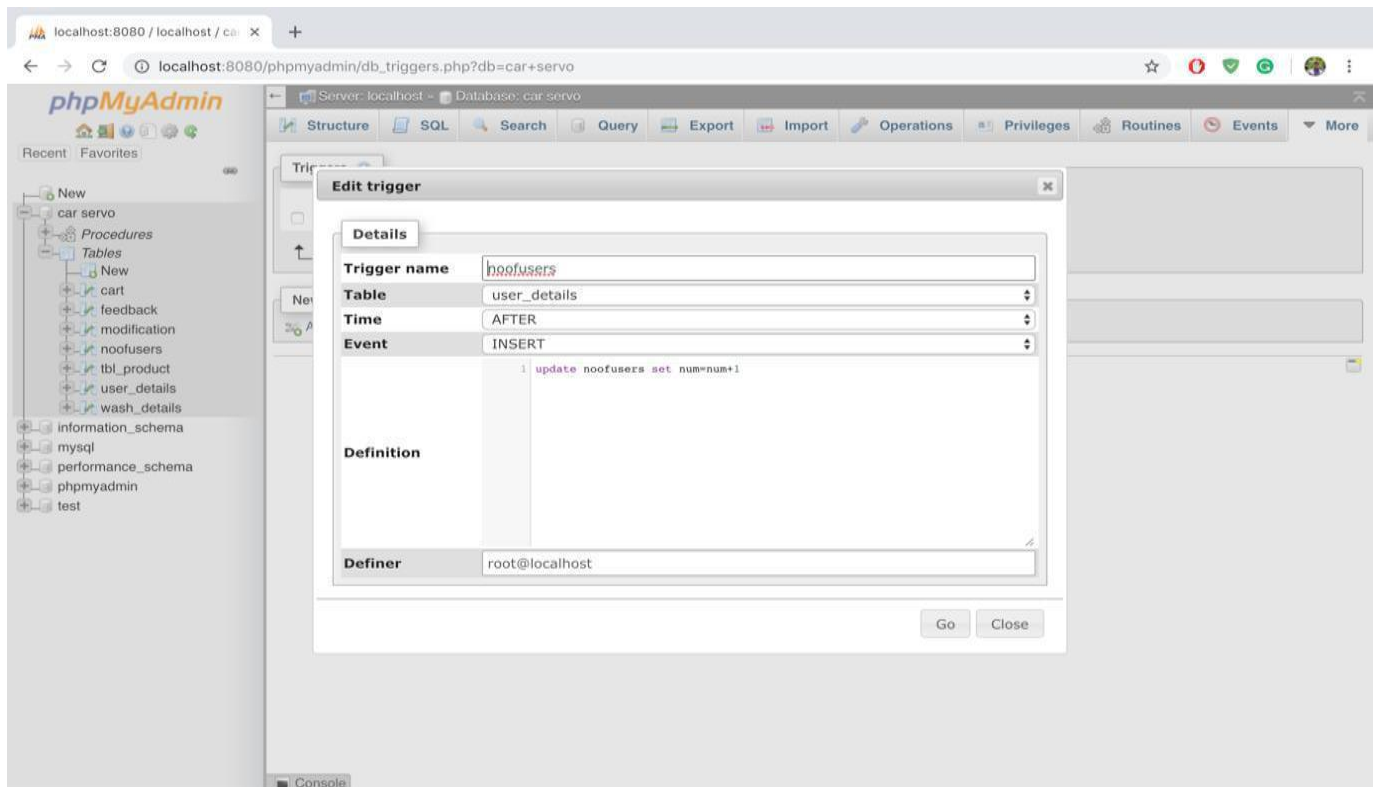 localhost:8080 / localhost / ca
localhost:8080/phpmyadmin/db_triggers.php?db=car+servo
phpMyAdmin
Recent Favorites
New
car servo
Procedures
Tables
New
cart
feedback
modification
noofusers
tbl_product
user_details
wash_details
information_schema
mysql
performance_schema
phpmyadmin
test
Server: localhost » Database: car servo
Structure SQL Search Query Export Import Operations Privileges Routines Events More
Edit trigger
Details
Trigger name noofusers
Table user_details
Time AFTER
Event INSERT
Definition
1 update noofusers set num=num+1
Definer root@localhost
Go Close
Console